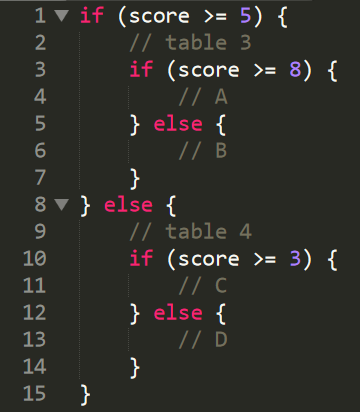 1 if (score >= 5) {
2 // table 3
3 if (score >= 8) {
4 // A
5 } else {
6 // B
7 }
8 } else {
9 // table 4
10 if (score >= 3) {
11 // C
12 } else {
13 // D
14 }
15 }